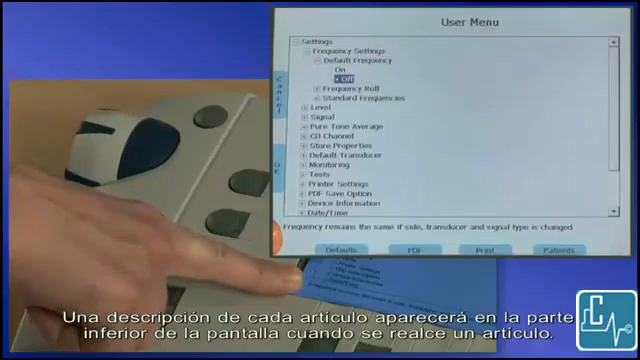 User Menu
Settings
Frequency Settings
Default Frequency
On
Off
Frequency Roll
Standard Frequencies
Level
Signal
Pure Tone Average
CD Channel
Store Properties
Default Transducer
Monitoring
Tests
Printer Settings
PDF Save Option
Device Information
Date/Time
Cancel
OK
Frequency remains the same if side, transducer and signal type is changed
Defaults
PDF
Print
Patients
Una descripción de cada artículo aparecerá en la parte
inferior de la pantalla cuando se realce un artículo.